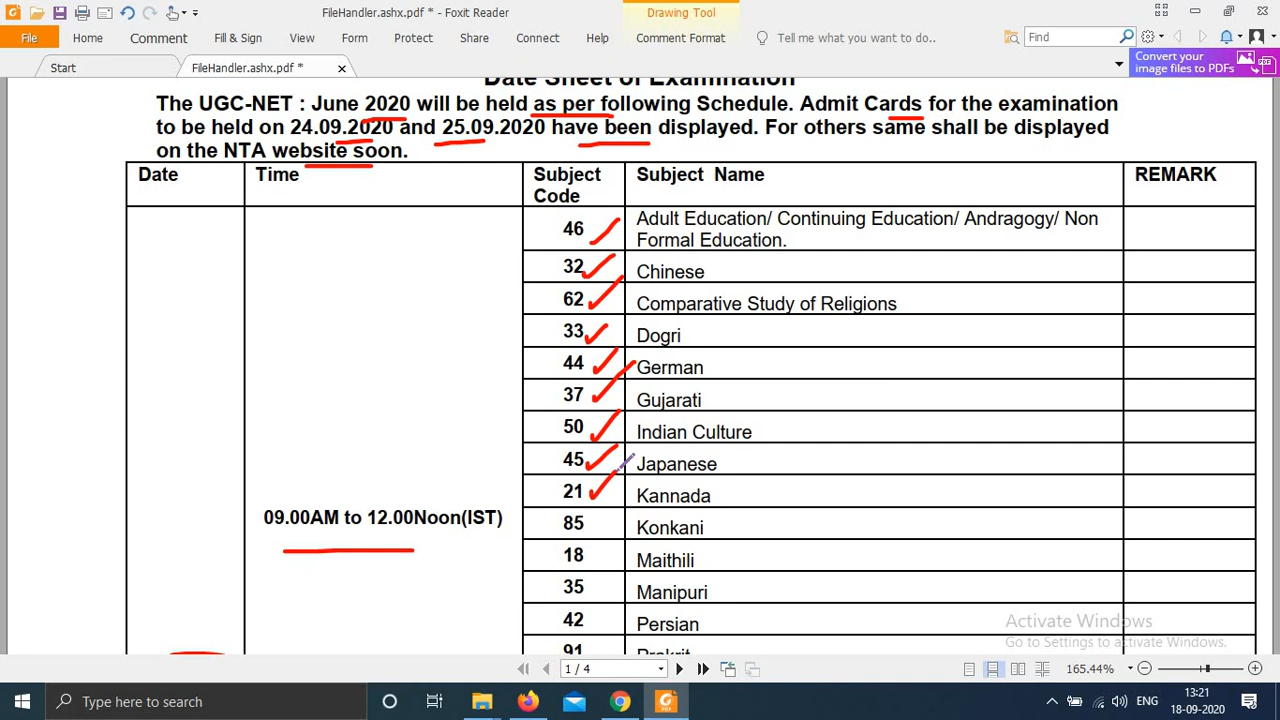 FileHandler.ashx.pdf * - Foxit Reader
Drawing Tool
File Home Comment Fill & Sign View Form Protect Share Connect Help Comment Format Tell me what you want to do.. Find
Start FileHandler.ashx.pdf *
Convert your
image files to PDFs
PDF
Date Sheet of Examination
The UGC-NET : June 2020 will be held as per following Schedule. Admit Cards for the examination
to be held on 24.09.2020 and 25.09.2020 have been displayed. For others same shall be displayed
on the NTA website soon.
Date Time Subject Code Subject Name REMARK
46 Adult Education/ Continuing Education/ Andragogy/ Non
Formal Education.
32 Chinese
62 Comparative Study of Religions
33 Dogri
44 German
37 Gujarati
50 Indian Culture
45 Japanese
21 Kannada
09.00AM to 12.00Noon(IST)
85 Konkani
18 Maithili
35 Manipuri
42 Persian
91 Prakrit
Activate Windows
Go to Settings to activate Windows.
1 / 4 165.44%
Type here to search ENG 13:21
18-09-2020